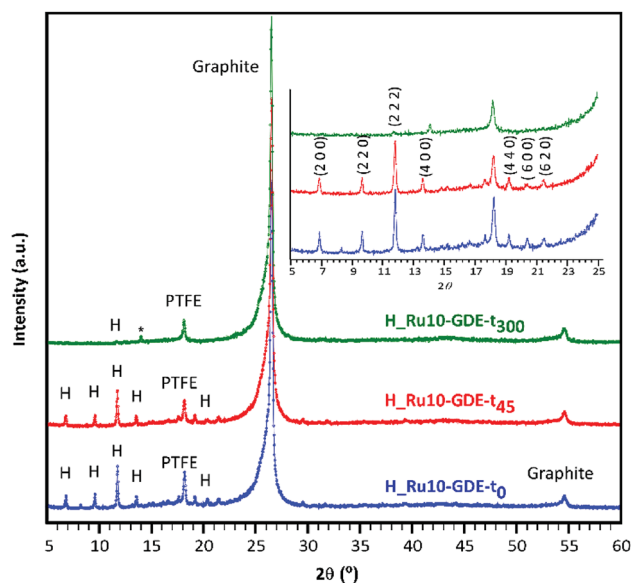 Graphite
(2 0 0)
(2 2 0)
(2 2 2)
(4 0 0)
(4 4 0)
(6 0 0)
(6 2 0)
5 7 9 11 13 15 17 19 21 23 25
2θ
Intensity (a.u.)
H * PTFE
H_Ru10-GDE-t300
H H H H PTFE H
H_Ru10-GDE-t45
H H H H PTFE H
H_Ru10-GDE-t0
Graphite
5 10 15 20 25 30 35 40 45 50 55 60
2θ (º)